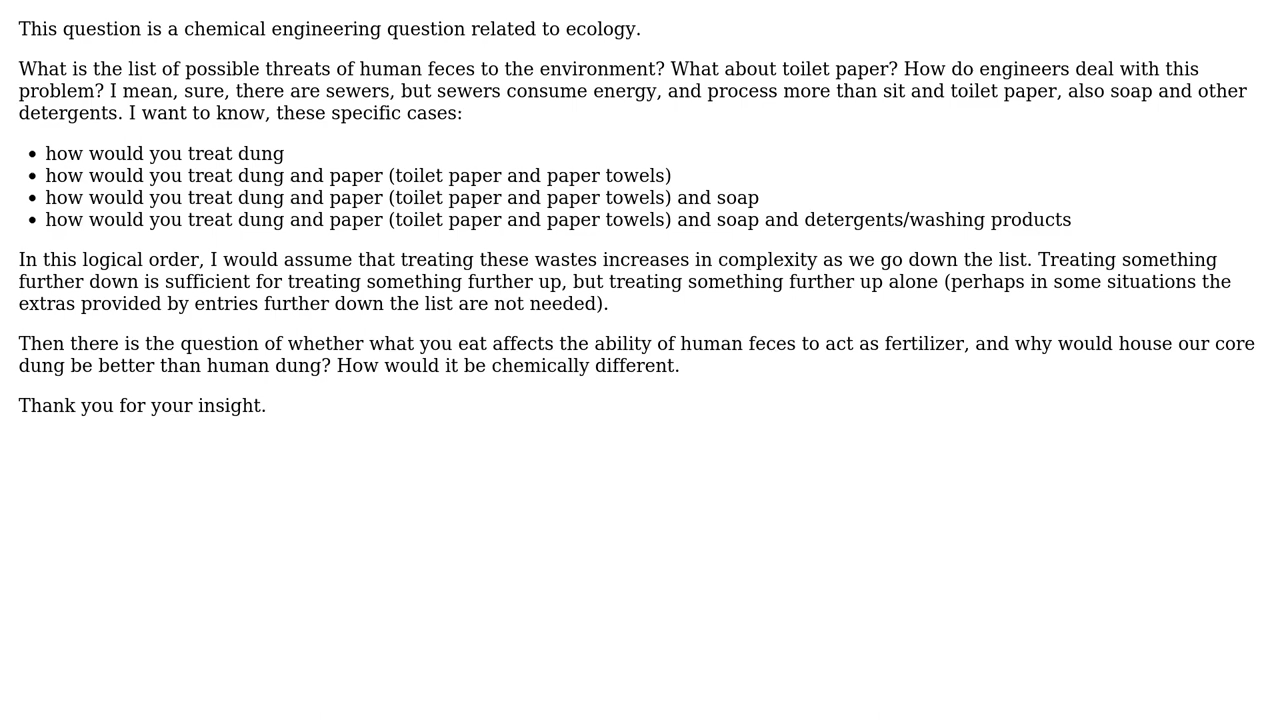 This question is a chemical engineering question related to ecology.
What is the list of possible threats of human feces to the environment? What about toilet paper? How do engineers deal with this
problem? I mean, sure, there are sewers, but sewers consume energy, and process more than sit and toilet paper, also soap and other
detergents. I want to know, these specific cases:
• how would you treat dung
• how would you treat dung and paper (toilet paper and paper towels)
• how would you treat dung and paper (toilet paper and paper towels) and soap
• how would you treat dung and paper (toilet paper and paper towels) and soap and detergents/washing products
In this logical order, I would assume that treating these wastes increases in complexity as we go down the list. Treating something
further down is sufficient for treating something further up, but treating something further up alone (perhaps in some situations the
extras provided by entries further down the list are not needed).
Then there is the question of whether what you eat affects the ability of human feces to act as fertilizer, and why would house our core
dung be better than human dung? How would it be chemically different.
Thank you for your insight.